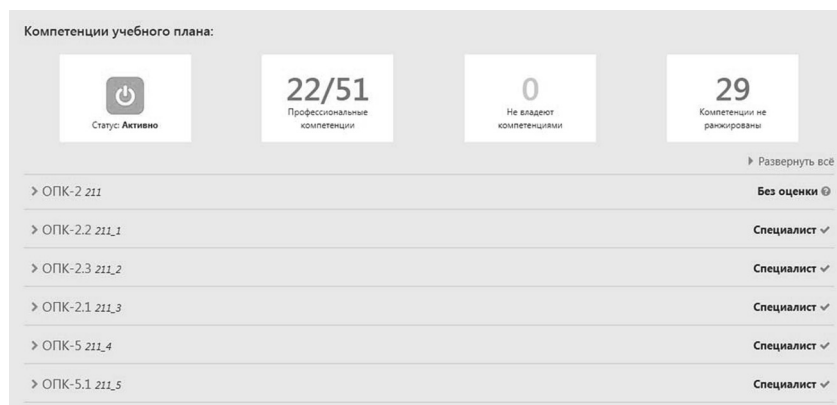 Компетенции учебного плана:
22/51
0
29
Статус: Активно
Профессиональные
компетенции
Не владеют
компетенциями
Компетенции не
ранжированы
Развернуть всё
ОПК-2 211
Без оценки
ОПК-2.2 211_1
Специалист
ОПК-2.3 211_2
Специалист
ОПК-2.1 211_3
Специалист
ОПК-5 211_4
Специалист
ОПК-5.1 211_5
Специалист